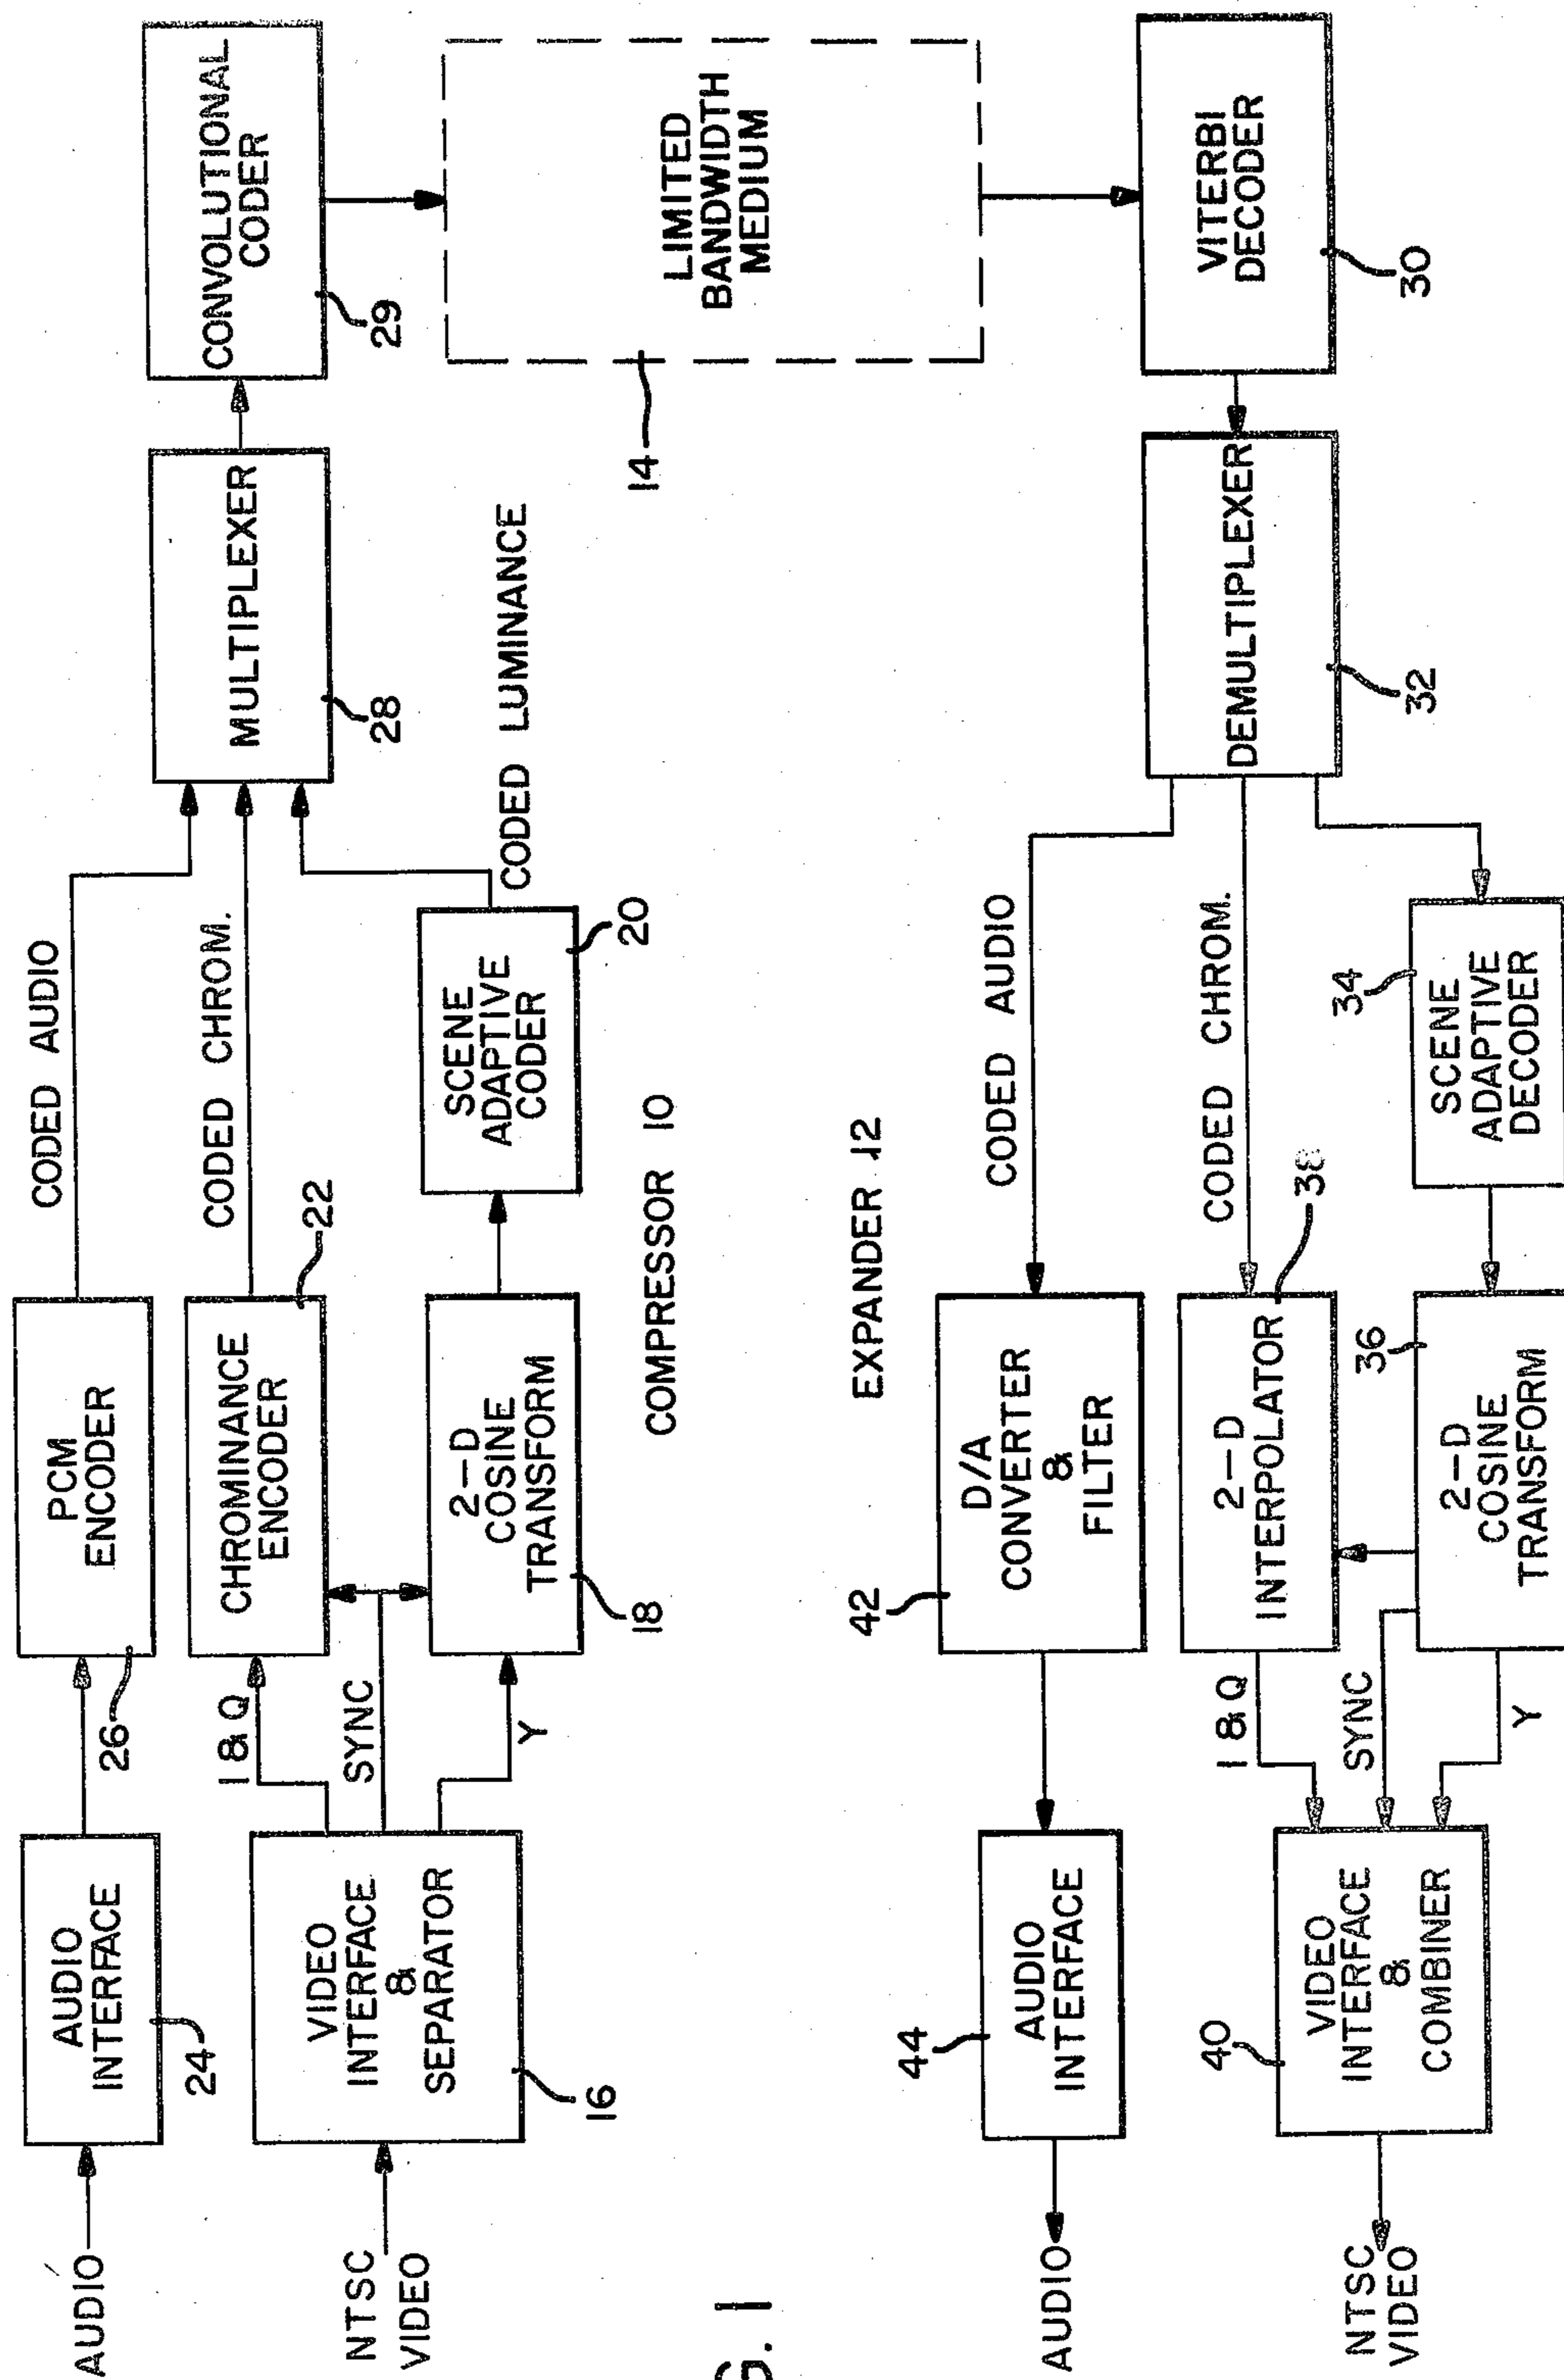 AUDIO
AUDIO
INTERFACE
24
PCM
ENCODER
26
CODED AUDIO
NTSC
VIDEO
VIDEO
INTERFACE
&
SEPARATOR
16
I & Q
SYNC
Y
CHROMINANCE
ENCODER
22
CODED CHROM.
2-D
COSINE
TRANSFORM
18
SCENE
ADAPTIVE
CODER
20
CODED LUMINANCE
MULTIPLEXER
28
CONVOLUTIONAL
CODER
29
COMPRESSOR 10
LIMITED
BANDWIDTH
MEDIUM
14
G. 1
EXPANDER 12
VITERBI
DECODER
30
DEMULTIPLEXER
32
CODED AUDIO
CODED CHROM.
34
SCENE
ADAPTIVE
DECODER
36
2-D
COSINE
TRANSFORM
38
2-D
INTERPOLATOR
42
D/A
CONVERTER
&
FILTER
I & Q
SYNC
Y
44
AUDIO
INTERFACE
AUDIO
40
VIDEO
INTERFACE
&
COMBINER
NTSC
VIDEO